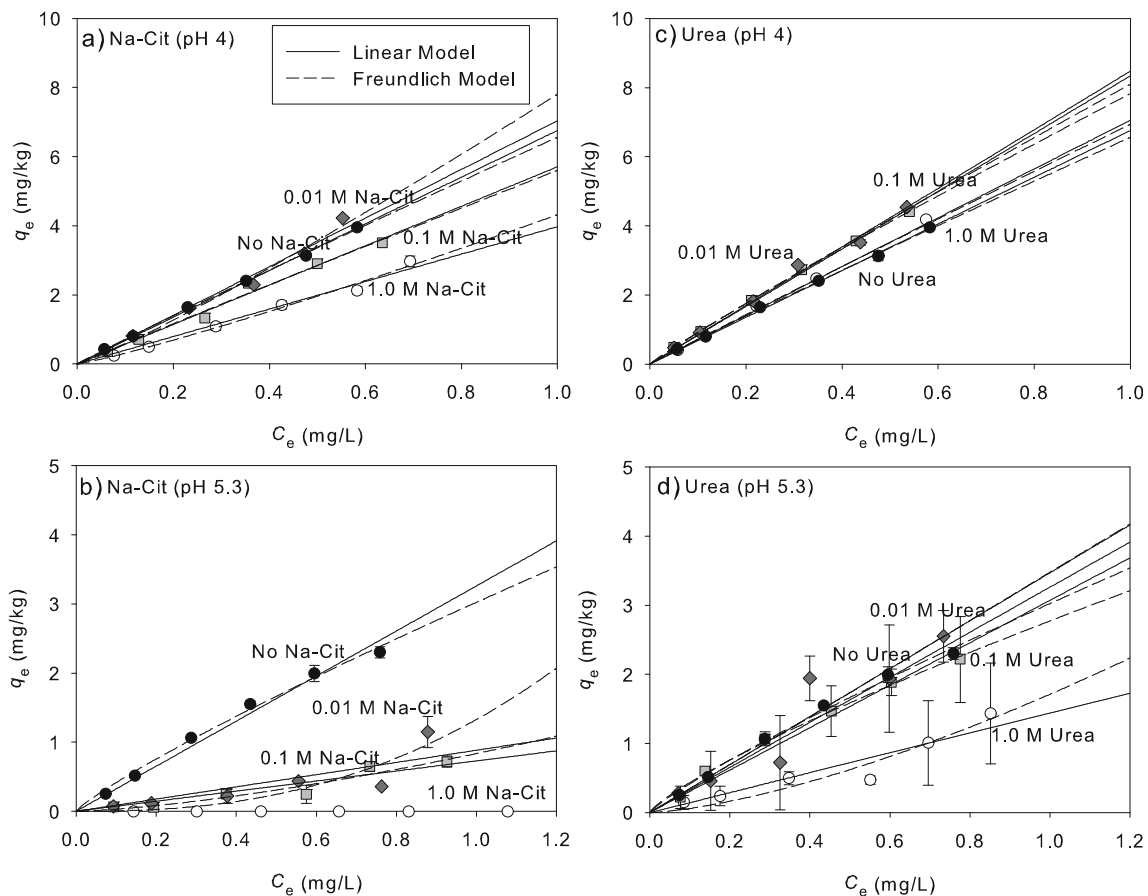 a) Na-Cit (pH 4)
Linear Model
Freundlich Model
0.01 M Na-Cit
No Na-Cit
0.1 M Na-Cit
1.0 M Na-Cit
10
8
6
4
2
0
qe (mg/kg)
0.0 0.2 0.4 0.6 0.8 1.0
Ce (mg/L)
c) Urea (pH 4)
0.1 M Urea
0.01 M Urea
1.0 M Urea
No Urea
10
8
6
4
2
0
qe (mg/kg)
0.0 0.2 0.4 0.6 0.8 1.0
Ce (mg/L)
b) Na-Cit (pH 5.3)
No Na-Cit
0.01 M Na-Cit
0.1 M Na-Cit
1.0 M Na-Cit
5
4
3
2
1
0
qe (mg/kg)
0.0 0.2 0.4 0.6 0.8 1.0 1.2
Ce (mg/L)
d) Urea (pH 5.3)
0.01 M Urea
No Urea
0.1 M Urea
1.0 M Urea
5
4
3
2
1
0
qe (mg/kg)
0.0 0.2 0.4 0.6 0.8 1.0 1.2
Ce (mg/L)